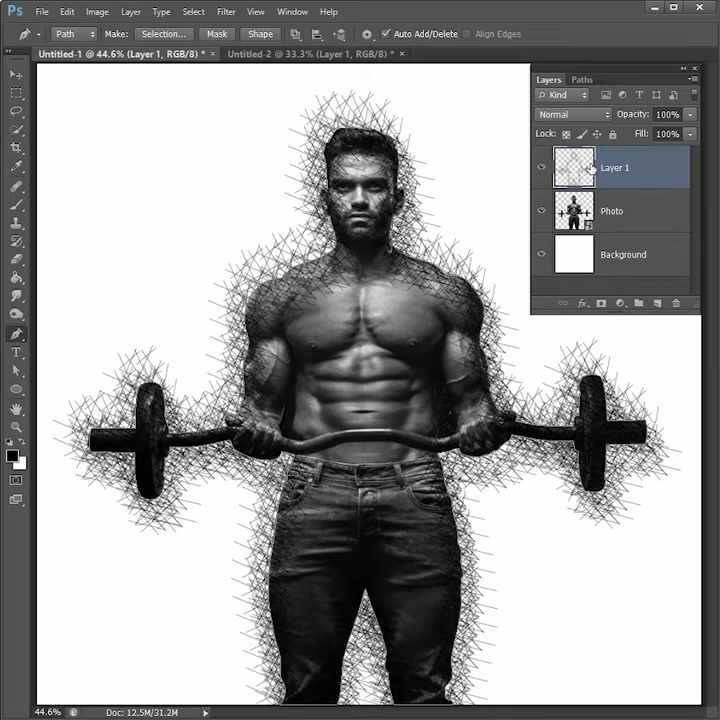 Ps File Edit Image Layer Type Select Filter View Window Help
Path Make: Selection... Mask Shape Auto Add/Delete Align Edges
Untitled-1 @ 44.6% (Layer 1, RGB/8) * × Untitled-2 @ 33.3% (Layer 1, RGB/8) * ×
Layers Paths
Kind
Normal Opacity: 100%
Lock: Fill: 100%
Layer 1
Photo
Background
fx
44.6% Doc: 12.5M/31.2M